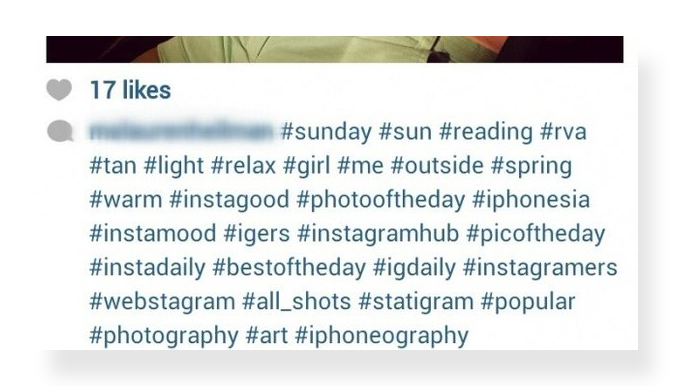 17 likes
#sunday #sun #reading #rva
#tan #light #relax #girl #me #outside #spring
#warm #instagood #photooftheday #iphonesia
#instamood #igers #instagramhub #picoftheday
#instadaily #bestoftheday #igdaily #instagramers
#webstagram #all_shots #statigram #popular
#photography #art #iphoneography